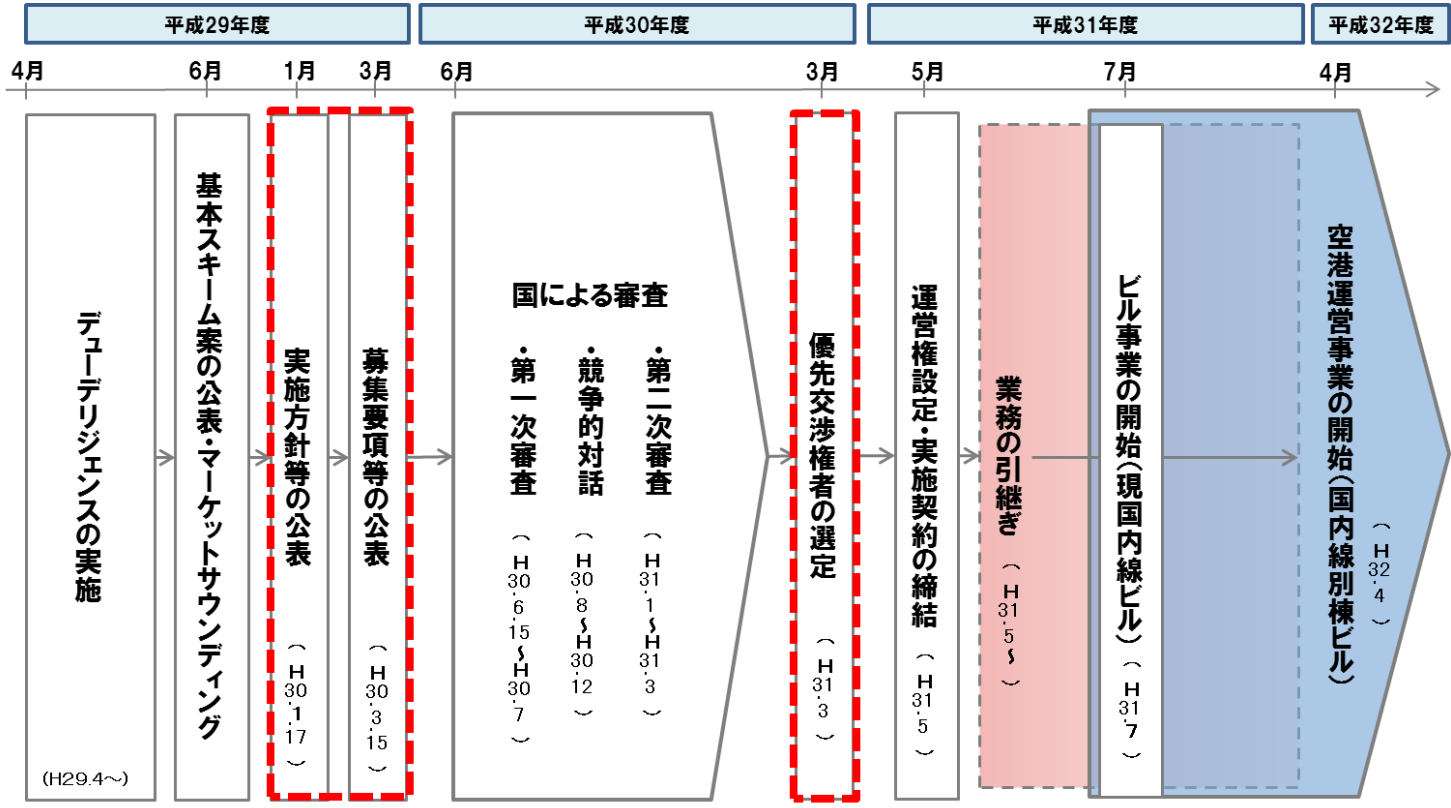 平成29年度
平成30年度
平成31年度
平成32年度
4月
6月
1月
3月
6月
3月
5月
7月
4月
デューデリジェンスの実施
(H29.4～)
基本スキーム案の公表・マーケットサウンディング
実施方針等の公表（H30.1.17）
募集要項等の公表（H30.3.15）
国による審査
・第一次審査（H30.6.15～H30.7）
・競争的対話（H30.8～H30.12）
・第二次審査（H31.1～H31.3）
優先交渉権者の選定（H31.3）
運営権設定・実施契約の締結（H31.5）
業務の引継ぎ（H31.5～）
ビル事業の開始（現国内線ビル）（H31.7）
空港運営事業の開始（国内線別棟ビル）
（H32.4）